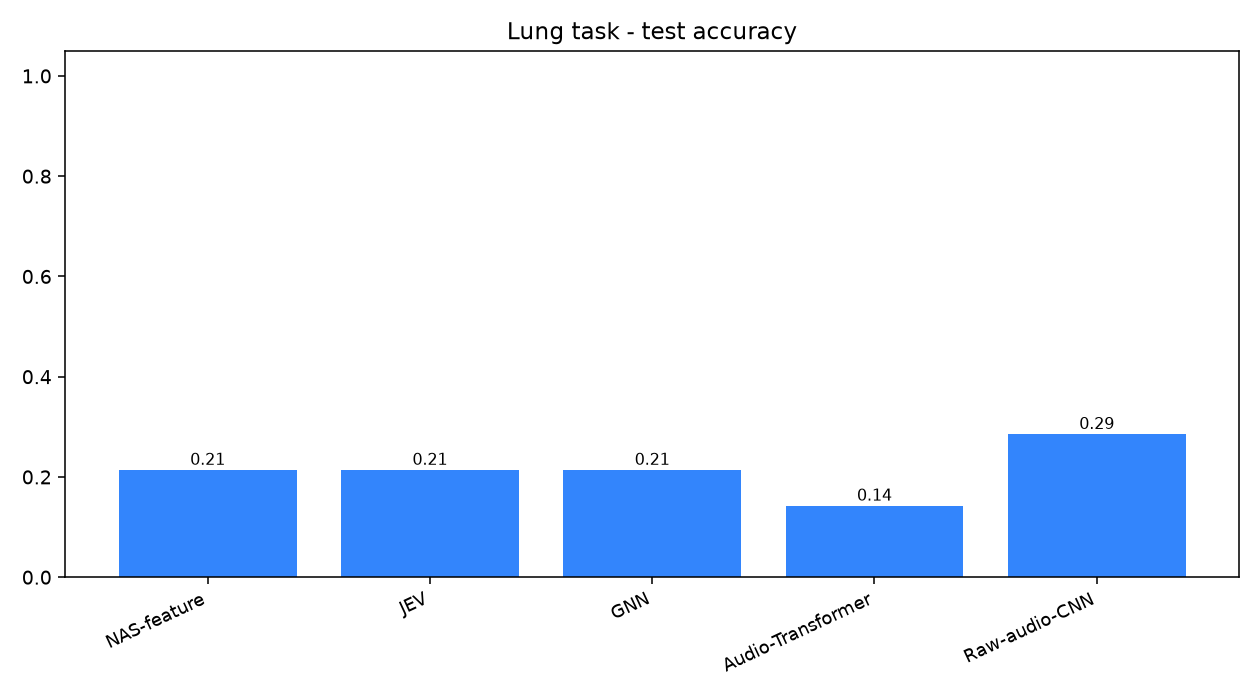 Lung task - test accuracy
1.0
0.8
0.6
0.4
0.2
0.0
0.21
0.21
0.21
0.14
0.29
NAS-feature
JEV
GNN
Audio-Transformer
Raw-audio-CNN